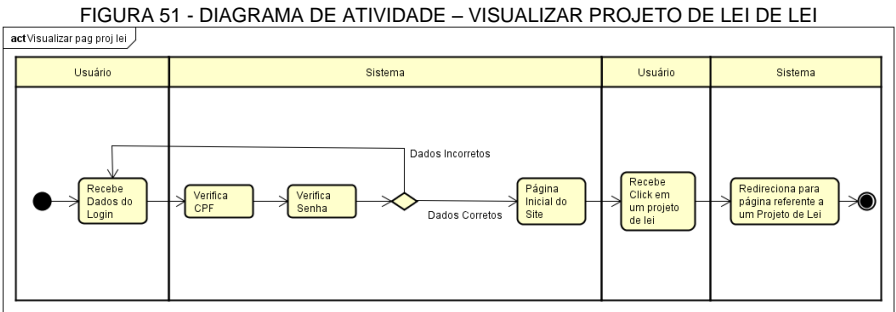 FIGURA 51 - DIAGRAMA DE ATIVIDADE – VISUALIZAR PROJETO DE LEI DE LEI
act Visualizar pag proj lei
Usuário
Sistema
Usuário
Sistema
Dados Incorretos
Recebe
Dados do
Login
Verifica
CPF
Verifica
Senha
Dados Corretos
Página
Inicial do
Site
Recebe
Click em
um projeto
de lei
Redireciona para
página referente a
um Projeto de Lei